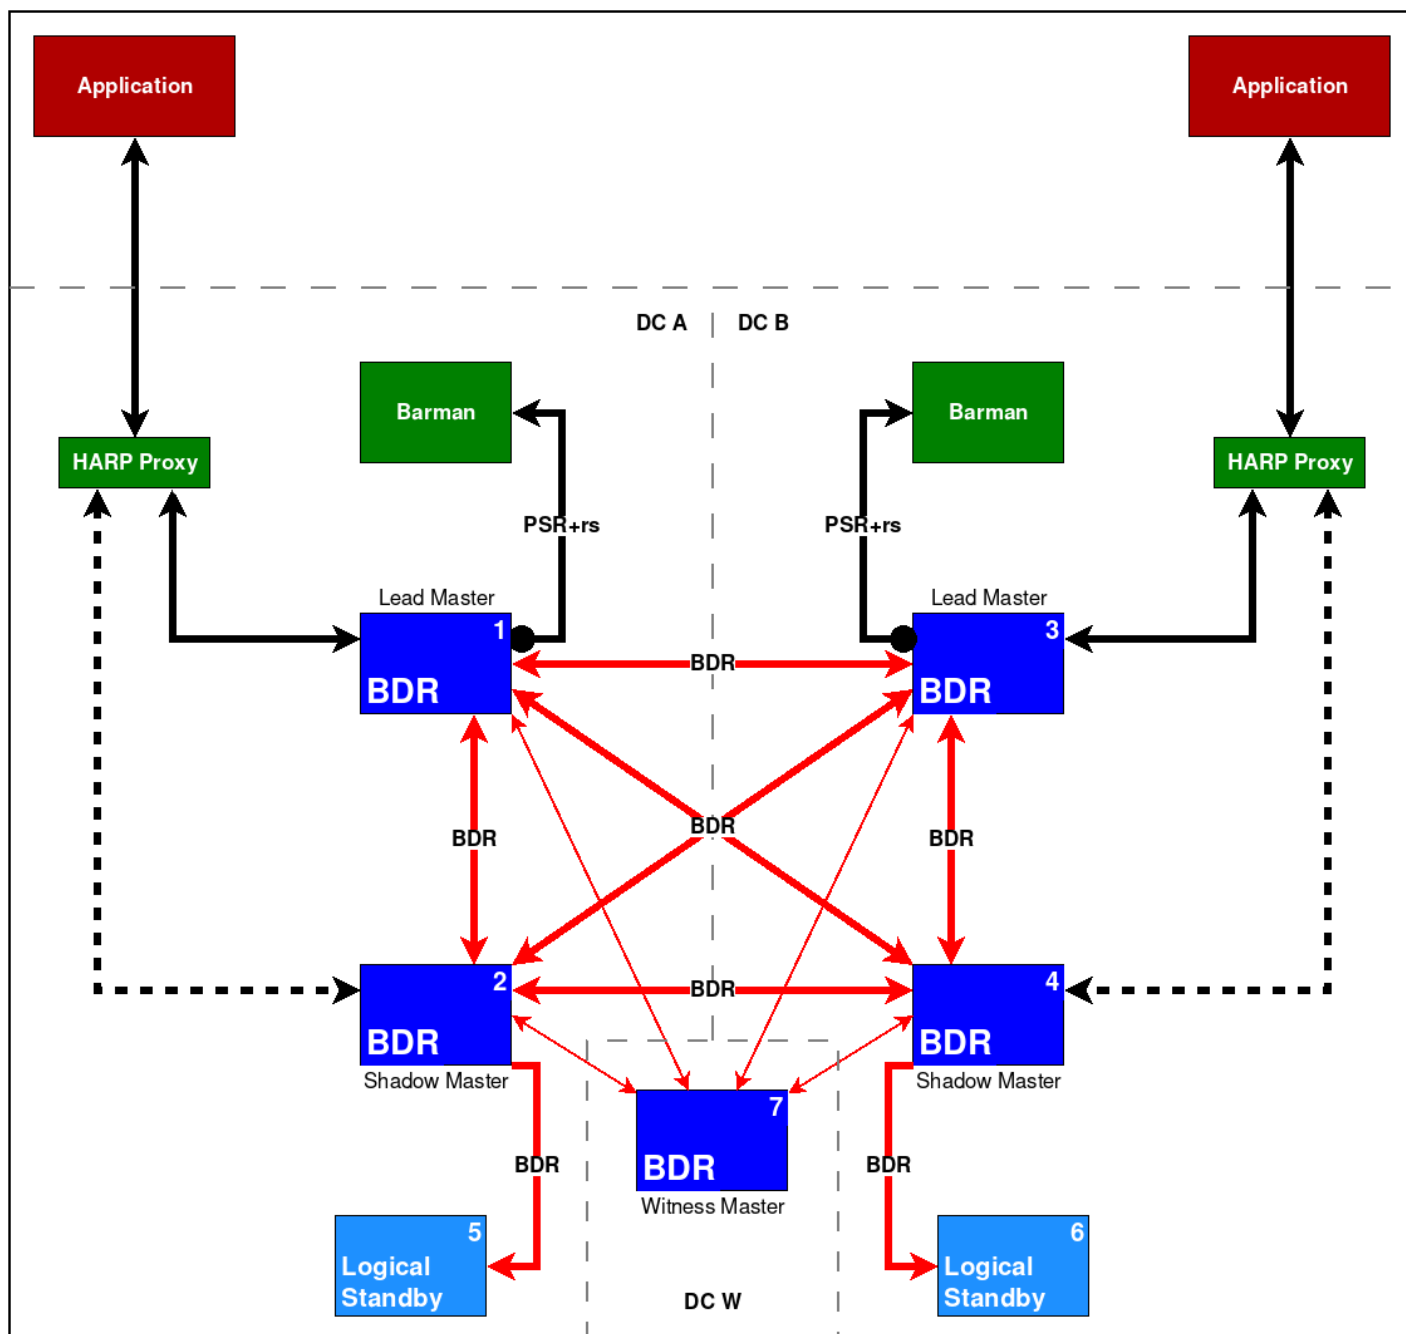 Application
Application
DC A
DC B
Barman
Barman
HARP Proxy
HARP Proxy
PSR+rs
PSR+rs
Lead Master
Lead Master
1
BDR
3
BDR
BDR
BDR
BDR
BDR
2
BDR
BDR
4
BDR
Shadow Master
Shadow Master
7
BDR
Witness Master
BDR
BDR
5
Logical
Standby
6
Logical
Standby
DC W